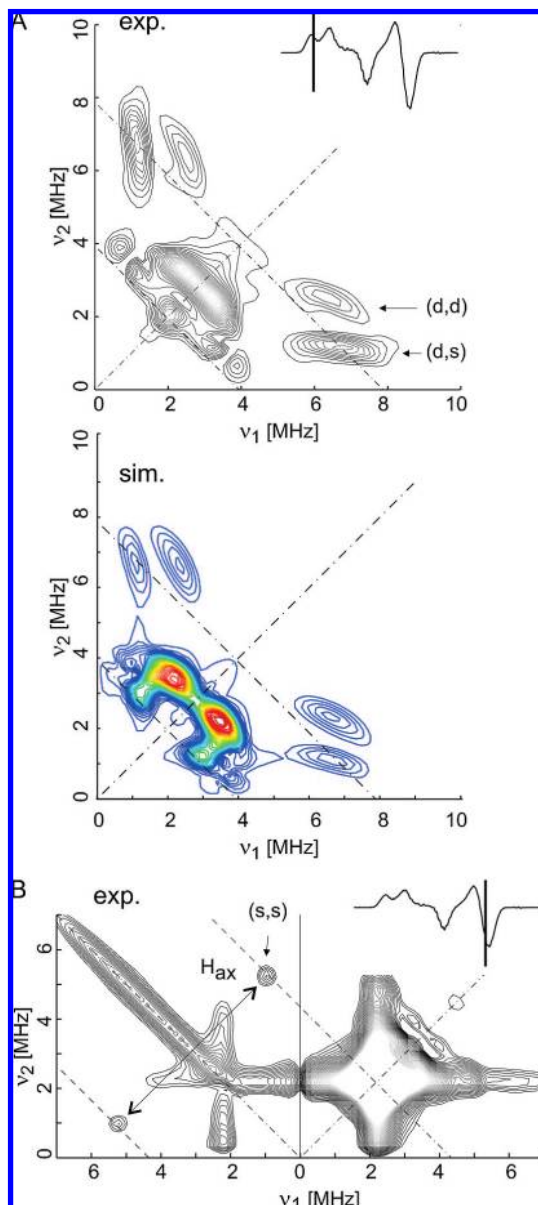 A exp.
10
8
6
4
2
0
ν2 [MHz]
(d,d)
(d,s)
0 2 4 6 8 10
ν1 [MHz]
sim.
10
8
6
4
2
0
ν2 [MHz]
0 2 4 6 8 10
ν1 [MHz]
B exp.
(s,s)
Hax
6
4
2
0
ν2 [MHz]
6 4 2 0 2 4 6
ν1 [MHz]